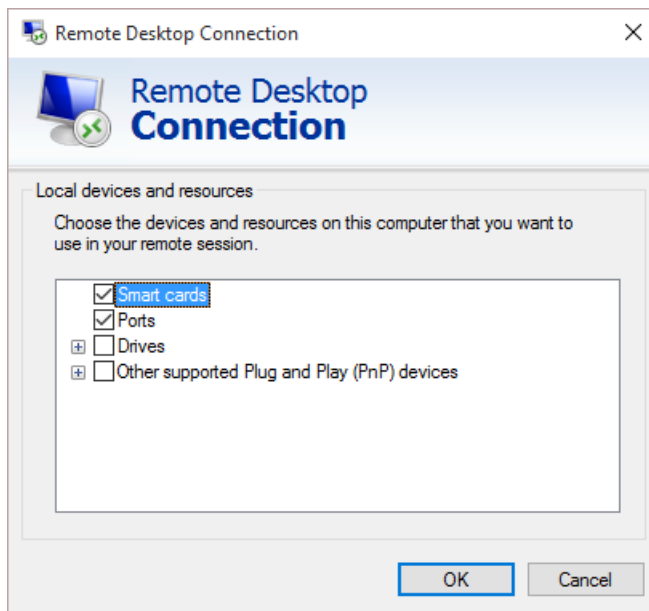 Remote Desktop Connection
Remote Desktop
Connection
Local devices and resources
Choose the devices and resources on this computer that you want to
use in your remote session.
Smart cards
Ports
Drives
Other supported Plug and Play (PnP) devices
OK Cancel